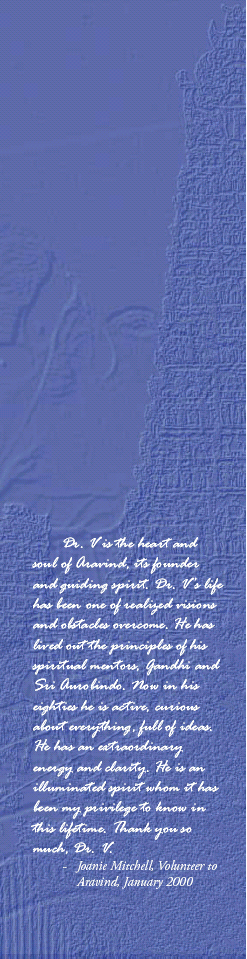 Dr. V is the heart and
soul of Aravind, its founder
and guiding spirit. Dr. V's life
has been one of realized visions
and obstacles overcome. He has
lived out the principles of his
spiritual mentors, Gandhi and
Sri Aurobindo. Now in his
eighties he is active, curious
about everything, full of ideas.
He has an extraordinary
energy and clarity. He is an
illuminated spirit whom it has
been my privilege to know in
this lifetime. Thank you so
much, Dr. V.
- Joanie Mitchell, Volunteer to
Aravind, January 2000